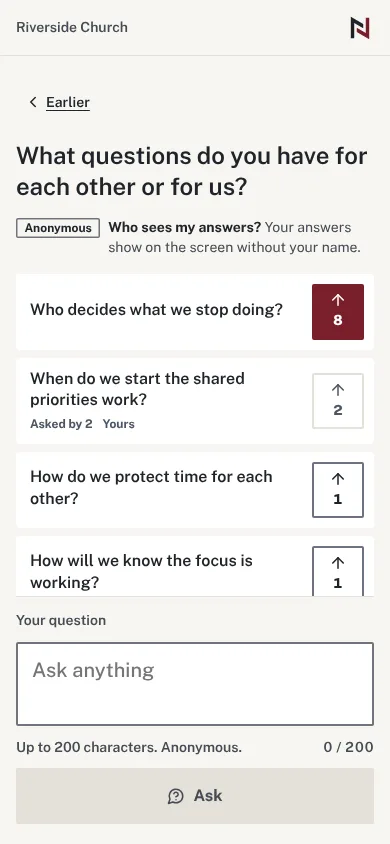 Riverside Church
Earlier
What questions do you have for
each other or for us?
Anonymous Who sees my answers? Your answers
show on the screen without your name.
Who decides what we stop doing?
8
When do we start the shared
priorities work?
Asked by 2 Yours
2
How do we protect time for each
other?
1
How will we know the focus is
working?
1
Your question
Ask anything
Up to 200 characters. Anonymous. 0 / 200
Ask